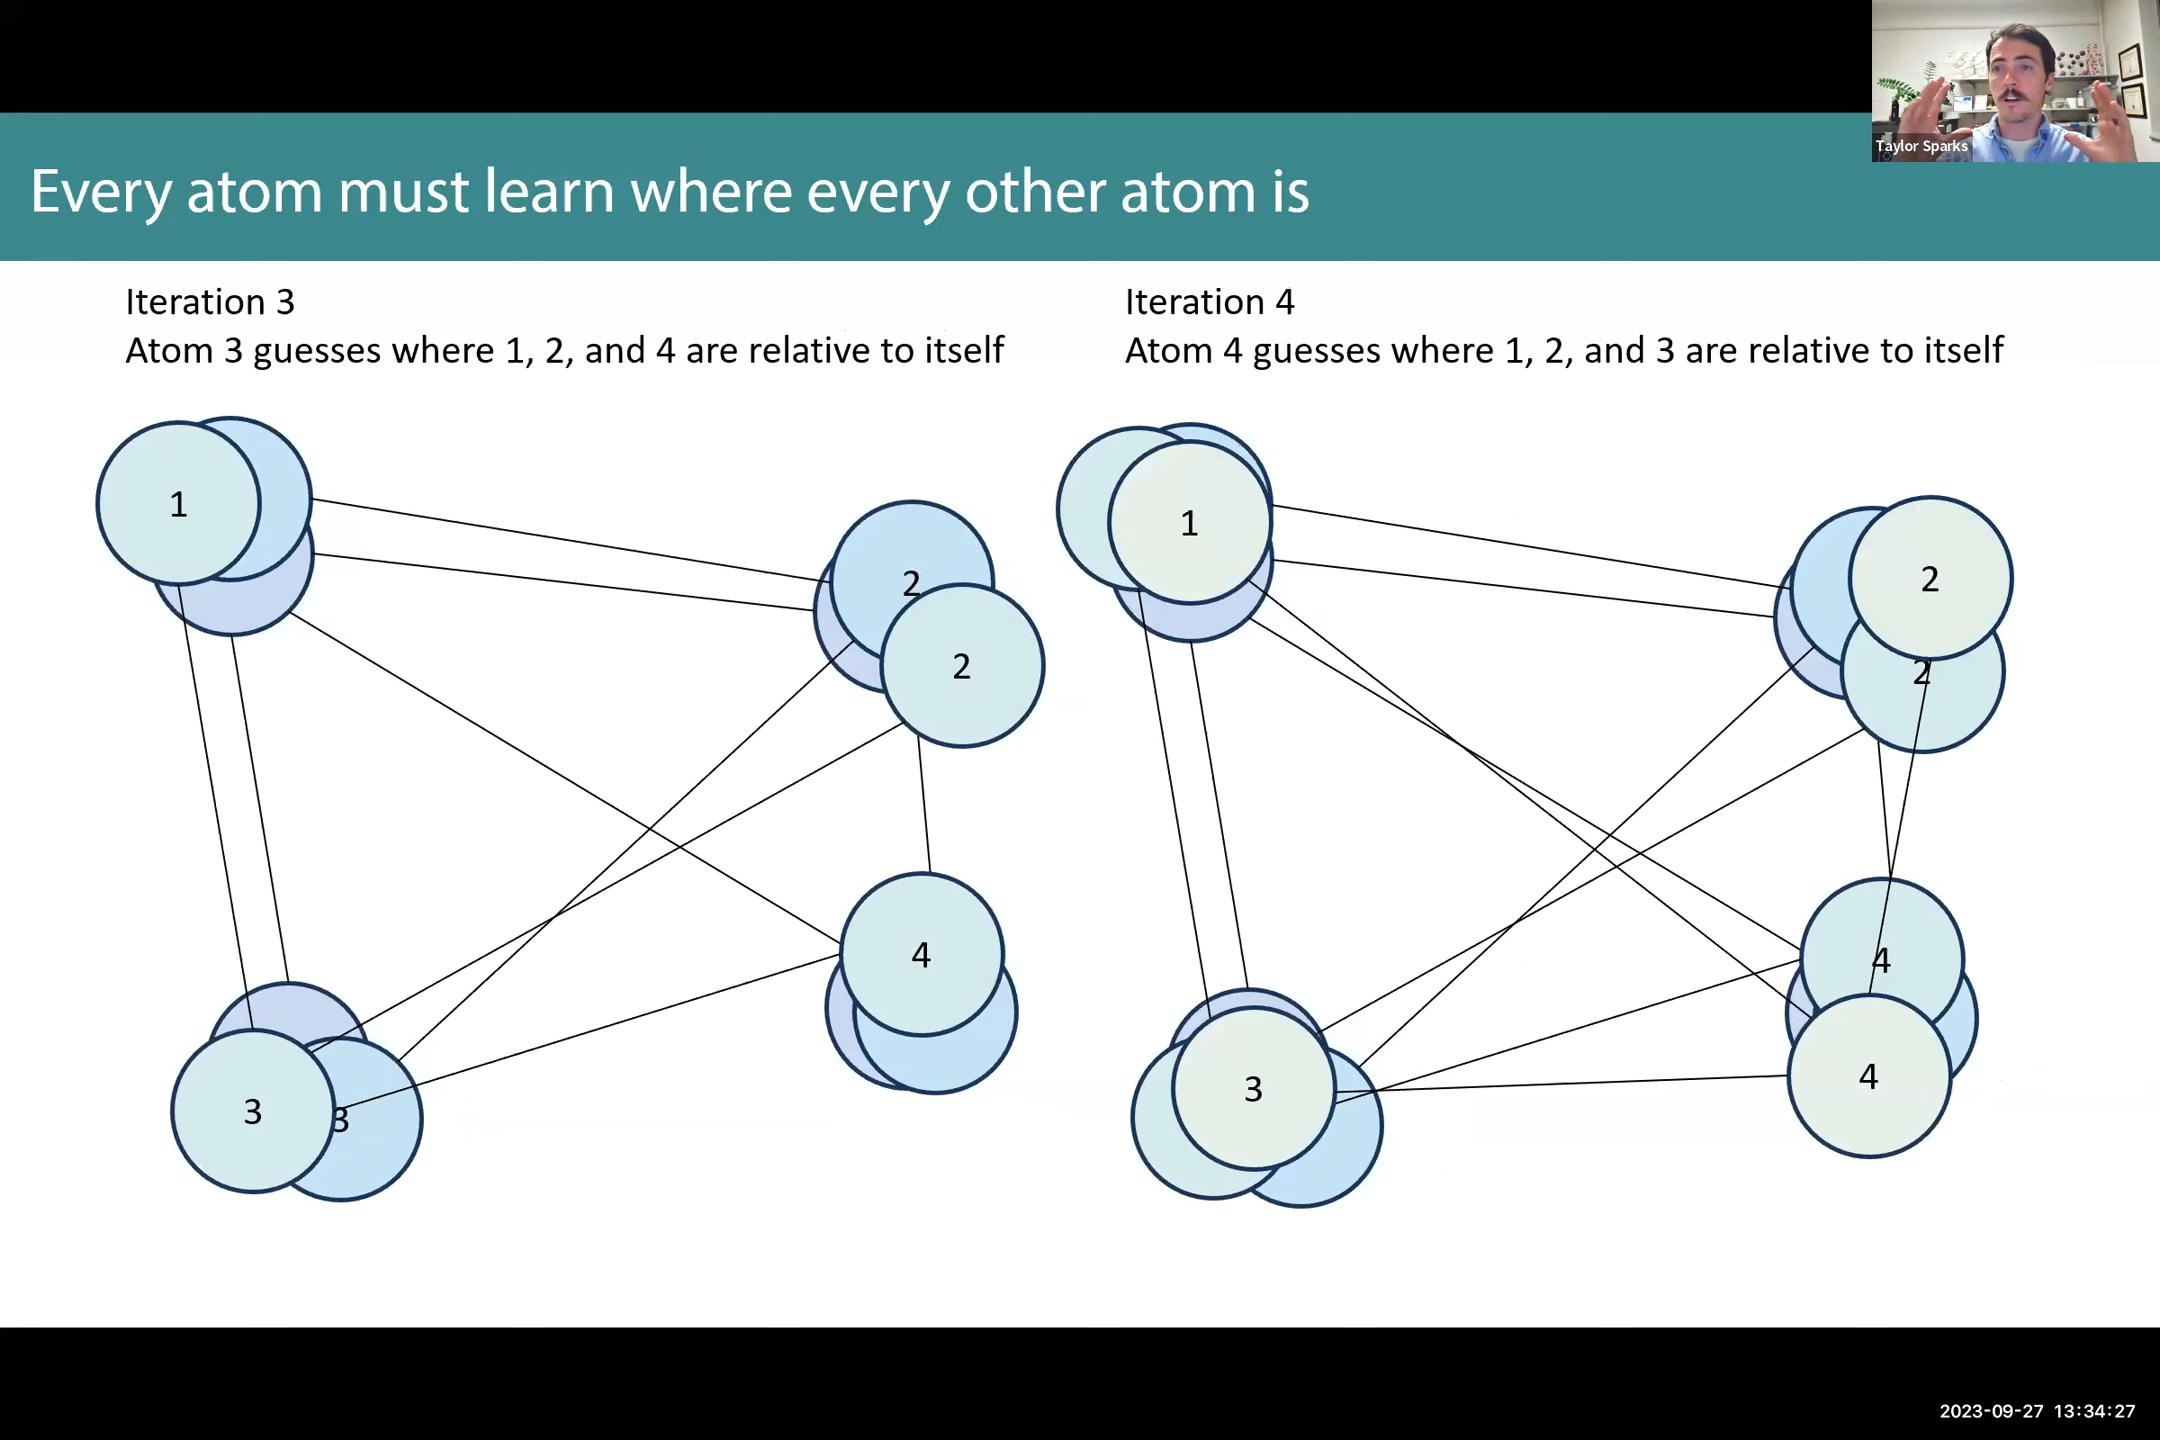 Taylor Sparks
Every atom must learn where every other atom is
Iteration 3
Atom 3 guesses where 1, 2, and 4 are relative to itself
1
2
2
4
3
3
Iteration 4
Atom 4 guesses where 1, 2, and 3 are relative to itself
1
2
2
4
4
3
2023-09-27 13:34:27